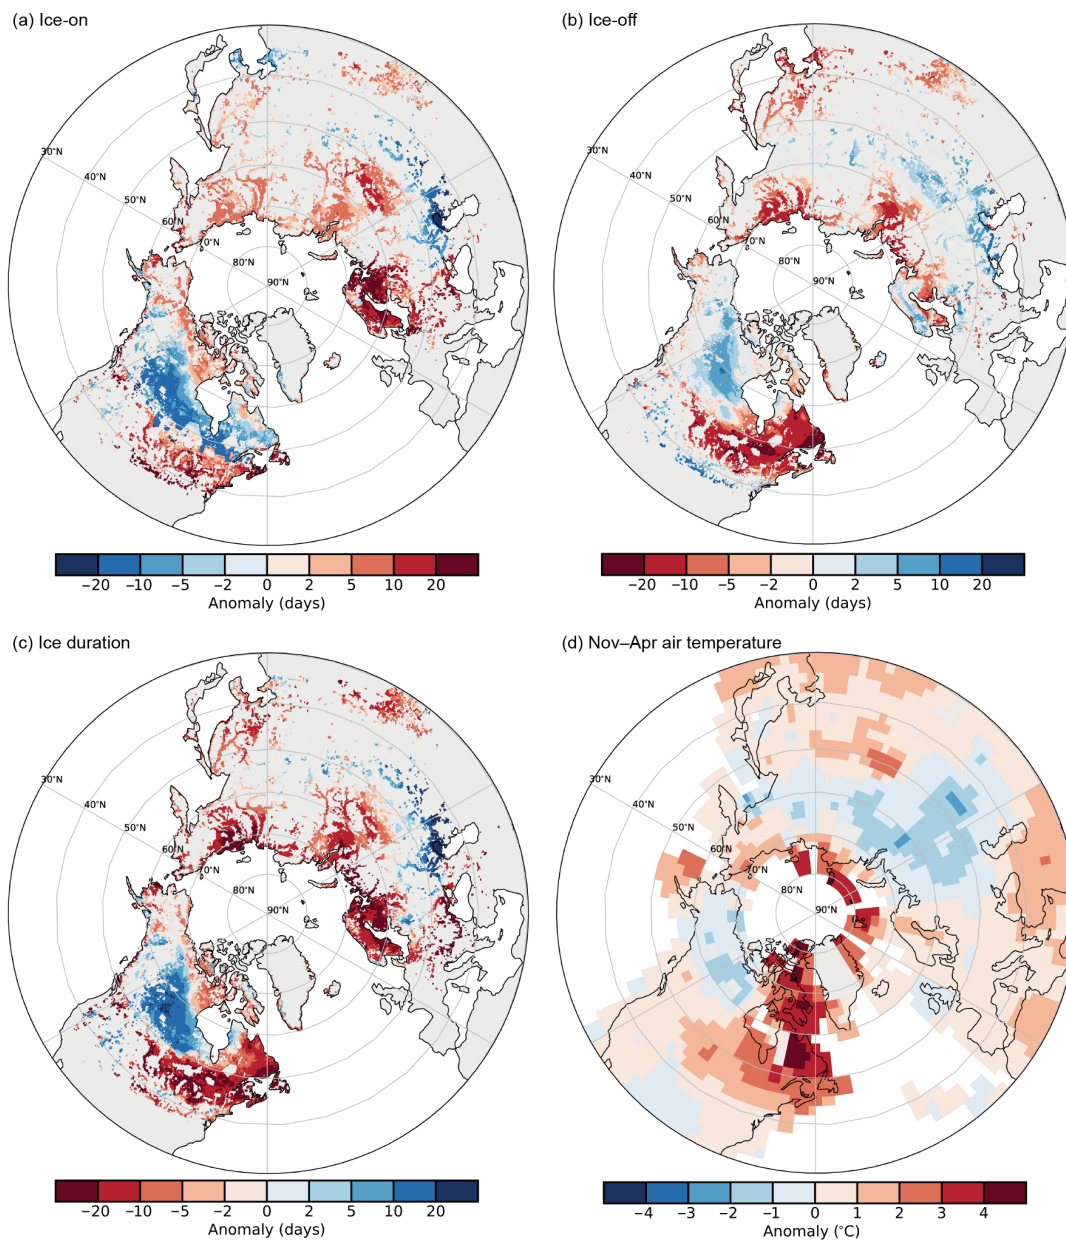 (a) Ice-on
(b) Ice-off
30°N
40°N
50°N
60°N
70°N
80°N
90°N
30°N
40°N
50°N
60°N
70°N
80°N
90°N
−20 −10 −5 −2 0 2 5 10 20
Anomaly (days)
−20 −10 −5 −2 0 2 5 10 20
Anomaly (days)
(c) Ice duration
(d) Nov–Apr air temperature
30°N
40°N
50°N
60°N
70°N
80°N
90°N
30°N
40°N
50°N
60°N
70°N
80°N
90°N
−20 −10 −5 −2 0 2 5 10 20
Anomaly (days)
−4 −3 −2 −1 0 1 2 3 4
Anomaly (°C)